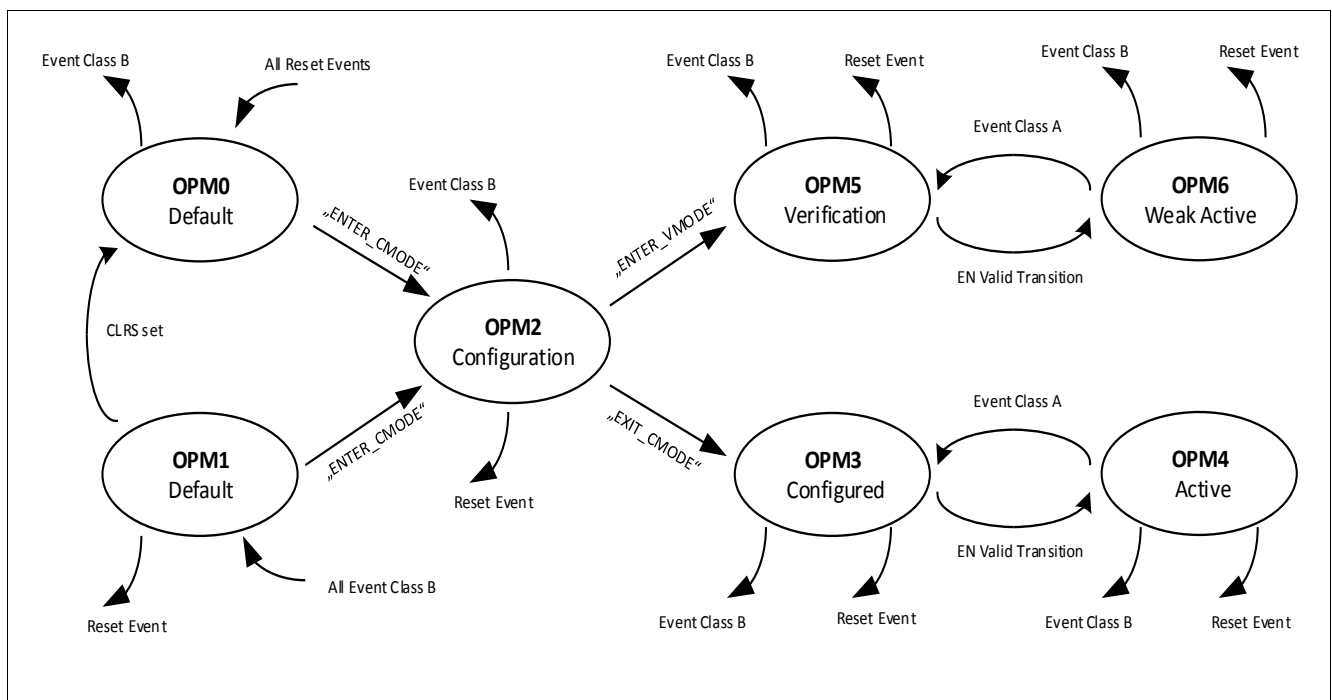 Event Class B
All Reset Events
OPM0
Default
„ENTER_CMODE“
CLRS set
OPM1
Default
„ENTER_CMODE“
Reset Event
All Event Class B
Event Class B
OPM2
Configuration
Reset Event
„ENTER_VMODE“
„EXIT_CMODE“
Event Class B
Reset Event
OPM5
Verification
Event Class A
EN Valid Transition
Event Class B
Reset Event
OPM6
Weak Active
OPM3
Configured
Event Class B
Reset Event
Event Class A
EN Valid Transition
OPM4
Active
Event Class B
Reset Event